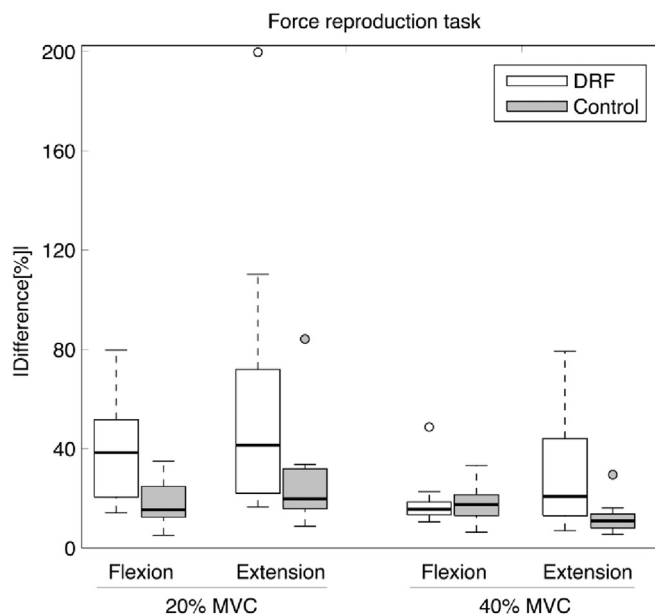 Force reproduction task
200
160
120
80
40
0
|Difference[%]|
DRF
Control
Flexion
Extension
Flexion
Extension
20% MVC
40% MVC